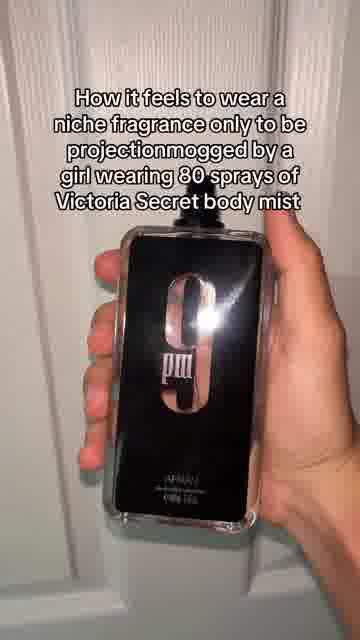 How it feels to wear a
niche fragrance only to be
projectionmogged by a
girl wearing 80 sprays of
Victoria Secret body mist
9
pm
AFNAN